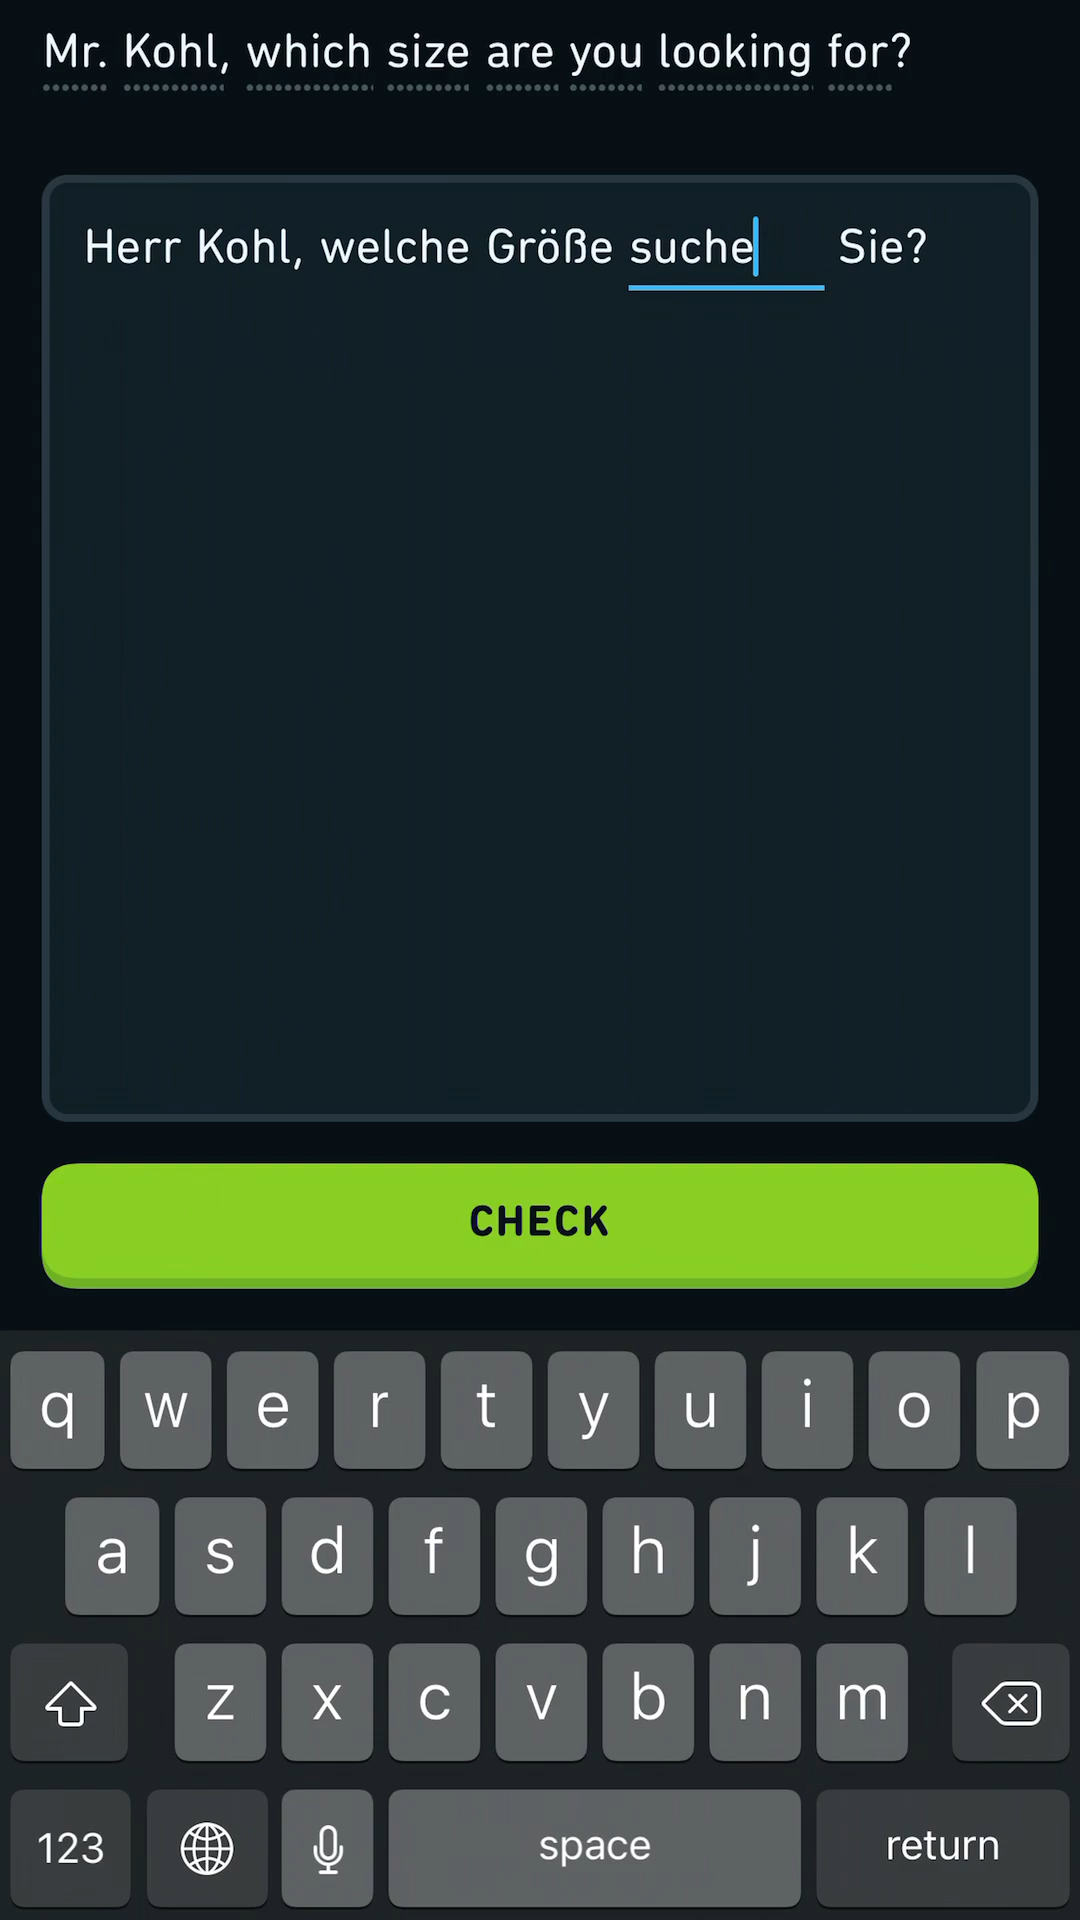 Mr. Kohl, which size are you looking for?
Herr Kohl, welche Größe suche Sie?
CHECK
q w e r t y u i o p
a s d f g h j k l
z x c v b n m
123 space return